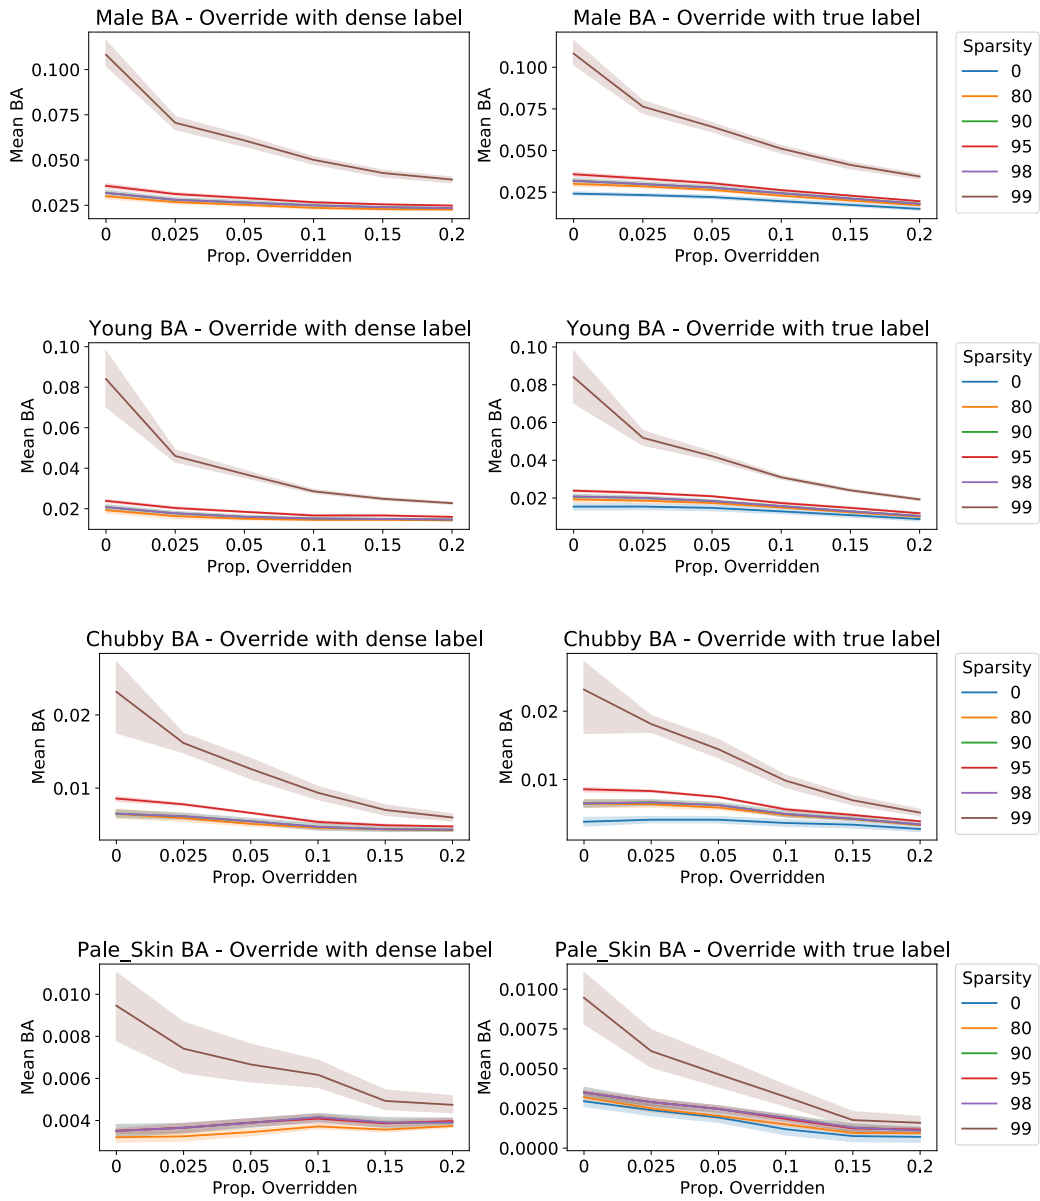 Male BA - Override with dense label
Mean BA
0.100
0.075
0.050
0.025
0 0.025 0.05 0.1 0.15 0.2
Prop. Overridden
Male BA - Override with true label
Mean BA
0.100
0.075
0.050
0.025
0 0.025 0.05 0.1 0.15 0.2
Prop. Overridden
Sparsity
0
80
90
95
98
99
Young BA - Override with dense label
Mean BA
0.10
0.08
0.06
0.04
0.02
0 0.025 0.05 0.1 0.15 0.2
Prop. Overridden
Young BA - Override with true label
Mean BA
0.10
0.08
0.06
0.04
0.02
0 0.025 0.05 0.1 0.15 0.2
Prop. Overridden
Sparsity
0
80
90
95
98
99
Chubby BA - Override with dense label
Mean BA
0.02
0.01
0 0.025 0.05 0.1 0.15 0.2
Prop. Overridden
Chubby BA - Override with true label
Mean BA
0.02
0.01
0 0.025 0.05 0.1 0.15 0.2
Prop. Overridden
Sparsity
0
80
90
95
98
99
Pale_Skin BA - Override with dense label
Mean BA
0.010
0.008
0.006
0.004
0 0.025 0.05 0.1 0.15 0.2
Prop. Overridden
Pale_Skin BA - Override with true label
Mean BA
0.0100
0.0075
0.0050
0.0025
0.0000
0 0.025 0.05 0.1 0.15 0.2
Prop. Overridden
Sparsity
0
80
90
95
98
99